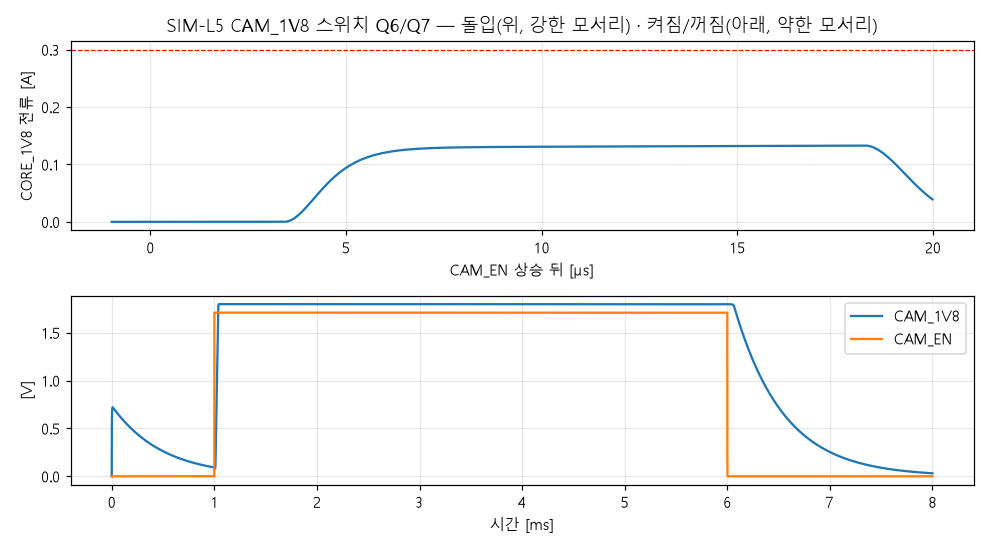 SIM-L5 CAM_1V8 스위치 Q6/Q7 — 돌입(위, 강한 모서리) · 켜짐/꺼짐(아래, 약한 모서리)
CORE_1V8 전류 [A]
0.3
0.2
0.1
0.0
0 5 10 15 20
CAM_EN 상승 뒤 [µs]
[V]
1.5
1.0
0.5
0.0
CAM_1V8
CAM_EN
0 1 2 3 4 5 6 7 8
시간 [ms]